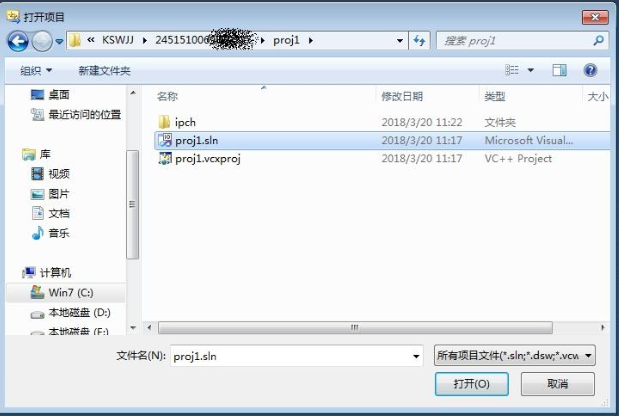 打开项目
« KSWJJ ▸ 245151006 ▸ proj1 ▸
搜索 proj1
组织 新建文件夹
桌面
最近访问的位置
库
视频
图片
文档
音乐
计算机
Win7 (C:)
本地磁盘 (D:)
本地磁盘 (E:)
名称 修改日期 类型 大小
ipch 2018/3/20 11:22 文件夹
proj1.sln 2018/3/20 11:17 Microsoft Visual...
proj1.vcxproj 2018/3/20 11:17 VC++ Project
文件名(N): proj1.sln
所有项目文件(*.sln;*.dsw;*.vcw
打开(O) 取消